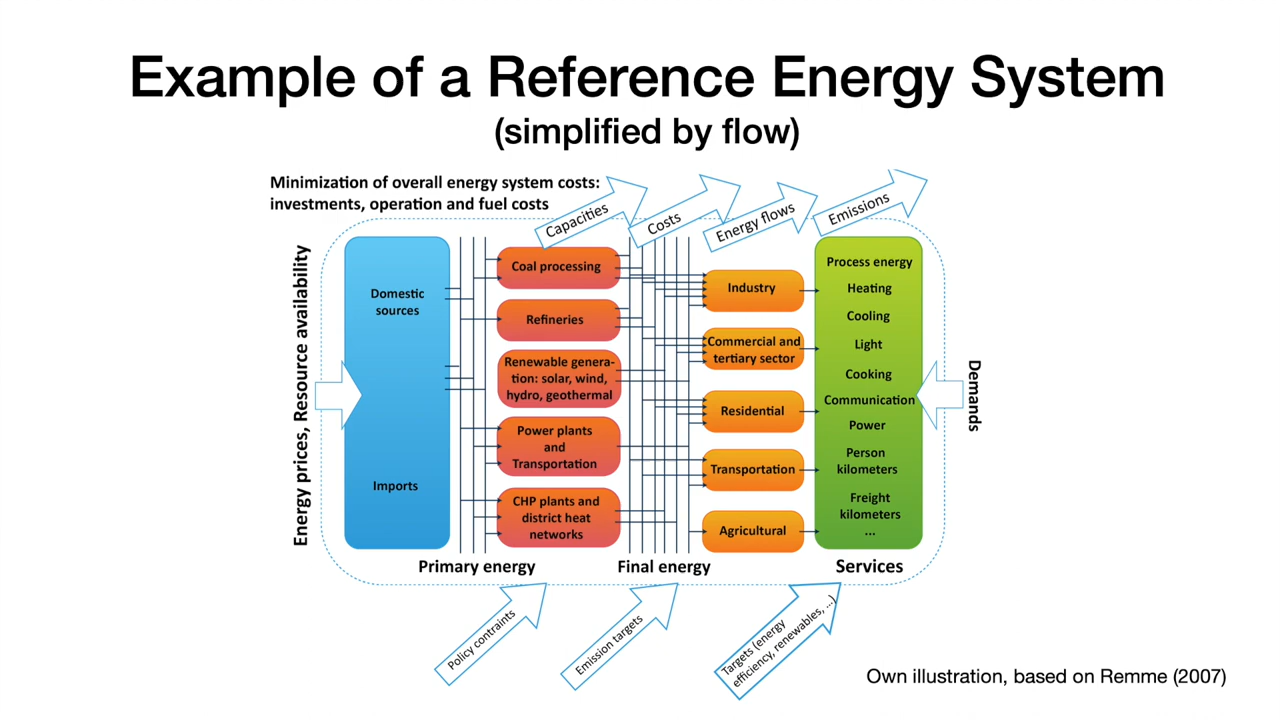 Example of a Reference Energy System
(simplified by flow)
Minimization of overall energy system costs:
investments, operation and fuel costs
Capacities
Costs
Energy flows
Emissions
Energy prices, Resource availability
Domestic
sources
Imports
Coal processing
Refineries
Renewable genera-
tion: solar, wind,
hydro, geothermal
Power plants
and
Transportation
CHP plants and
district heat
networks
Industry
Commercial and
tertiary sector
Residential
Transportation
Agricultural
Process energy
Heating
Cooling
Light
Cooking
Communication
Power
Person
kilometers
Freight
kilometers
...
Demands
Primary energy
Final energy
Services
Policy contraints
Emission targets
Targets (energy
efficiency, renewables, ...)
Own illustration, based on Remme (2007)